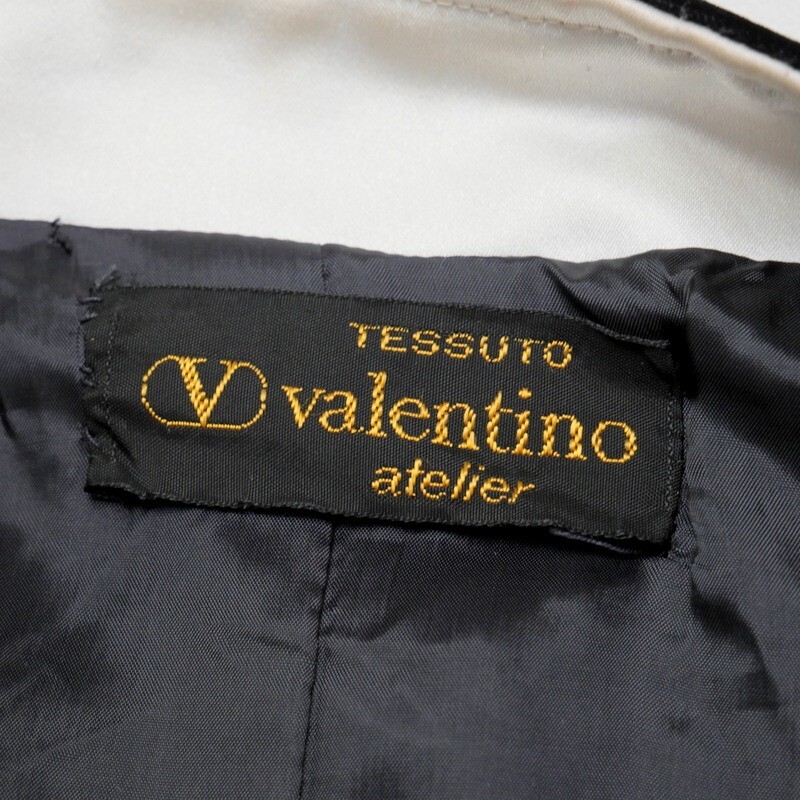 TESSUTO
V valentino
atelier